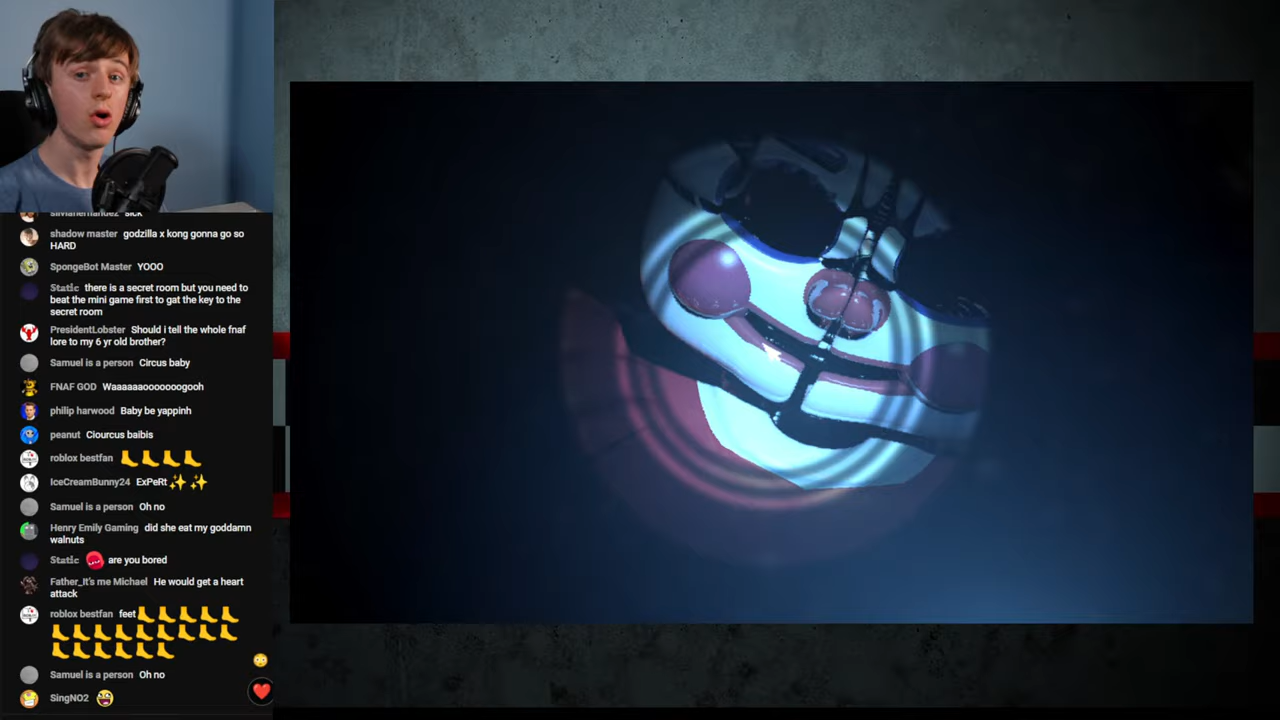 silviahernandez sick
shadow master godzilla x kong gonna go so
HARD
SpongeBot Master YOOO
Static there is a secret room but you need to
beat the mini game first to gat the key to the
secret room
PresidentLobster Should i tell the whole fnaf
lore to my 6 yr old brother?
Samuel is a person Circus baby
FNAF GOD Waaaaaaooooooogooh
philip harwood Baby be yappinh
peanut Ciourcus baibis
roblox bestfan
IceCreamBunny24 ExPeRt
Samuel is a person Oh no
Henry Emily Gaming did she eat my goddamn
walnuts
Static are you bored
Father_It's me Michael He would get a heart
attack
roblox bestfan feet
Samuel is a person Oh no
SingNO2